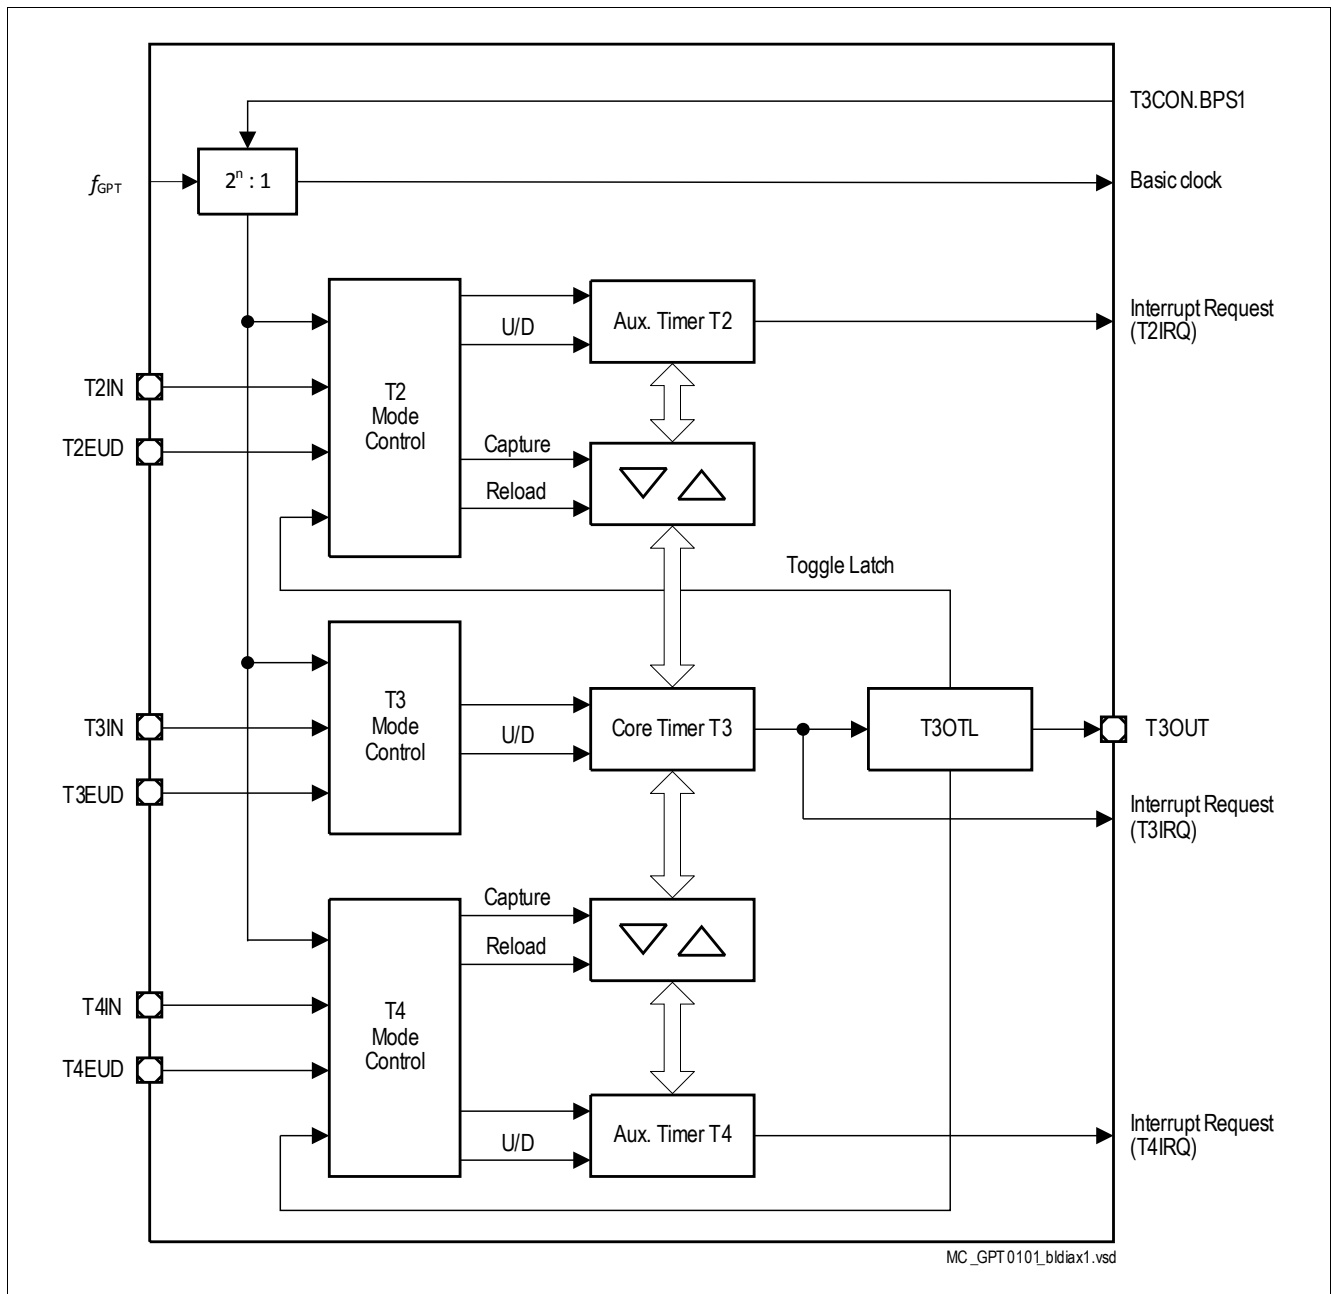 T3CON.BPS1
fGPT
2ⁿ : 1
Basic clock
U/D
Aux. Timer T2
Interrupt Request
(T2IRQ)
T2IN
T2
Mode
Control
T2EUD
Capture
Reload
Toggle Latch
T3IN
T3
Mode
Control
U/D
Core Timer T3
T3OTL
T3OUT
T3EUD
Interrupt Request
(T3IRQ)
Capture
Reload
T4IN
T4
Mode
Control
T4EUD
U/D
Aux. Timer T4
Interrupt Request
(T4IRQ)
MC_GPT0101_bldiax1.vsd